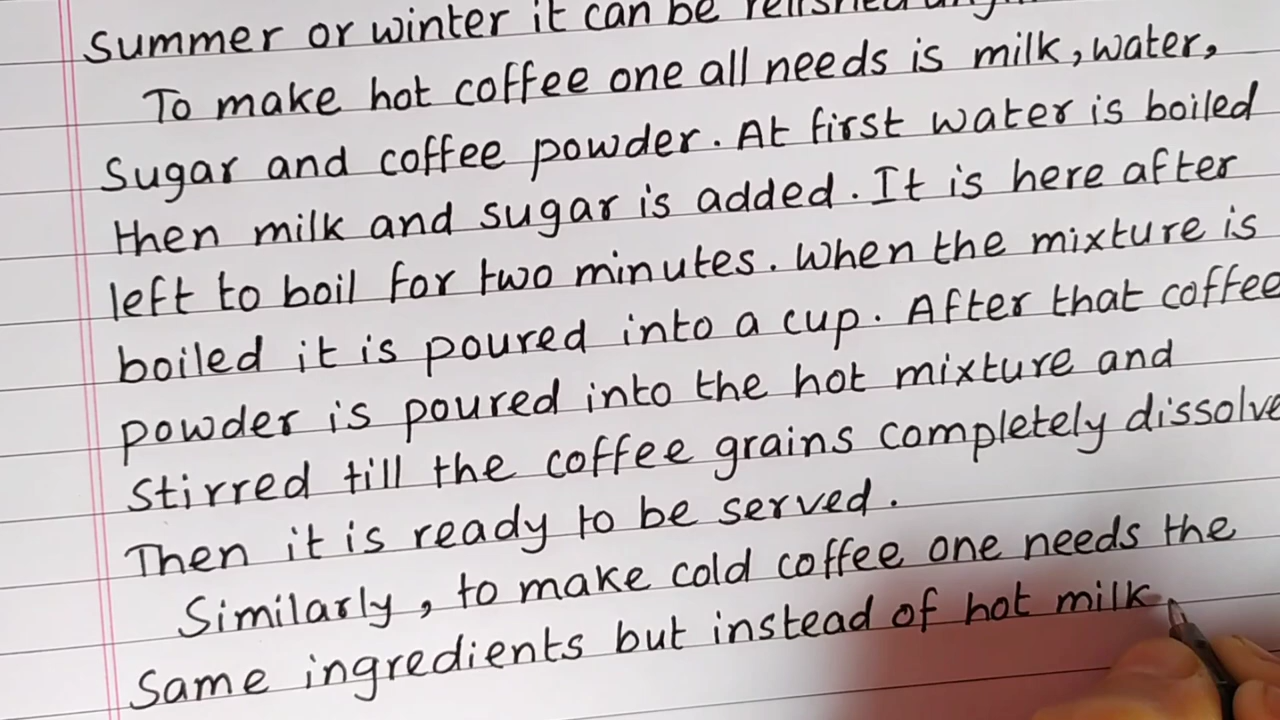 Summer or winter it can be relished
To make hot coffee one all needs is milk, water,
Sugar and coffee powder. At first water is boiled
then milk and sugar is added. It is here after
left to boil for two minutes. When the mixture is
boiled it is poured into a cup. After that coffee
powder is poured into the hot mixture and
Stirred till the coffee grains completely dissolve
Then it is ready to be served.
Similarly, to make cold coffee one needs the
Same ingredients but instead of hot milk